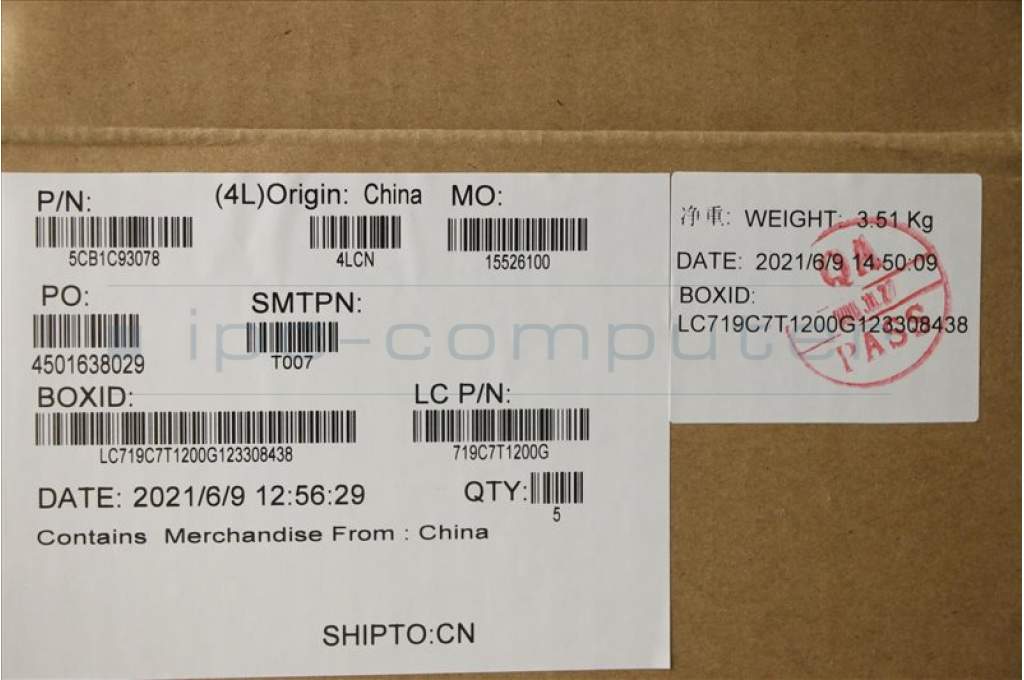 P/N: (4L)Origin: China MO:
5CB1C93078 4LCN 15526100
PO: SMTPN:
4501638029 T007
BOXID: LC P/N:
LC719C7T1200G123308438 719C7T1200G
DATE: 2021/6/9 12:56:29 QTY:
5
Contains Merchandise From : China
SHIPTO:CN
净重: WEIGHT: 3.51 Kg
DATE: 2021/6/9 14:50:09
BOXID:
LC719C7T1200G123308438
QA
PASS
ipc-computer